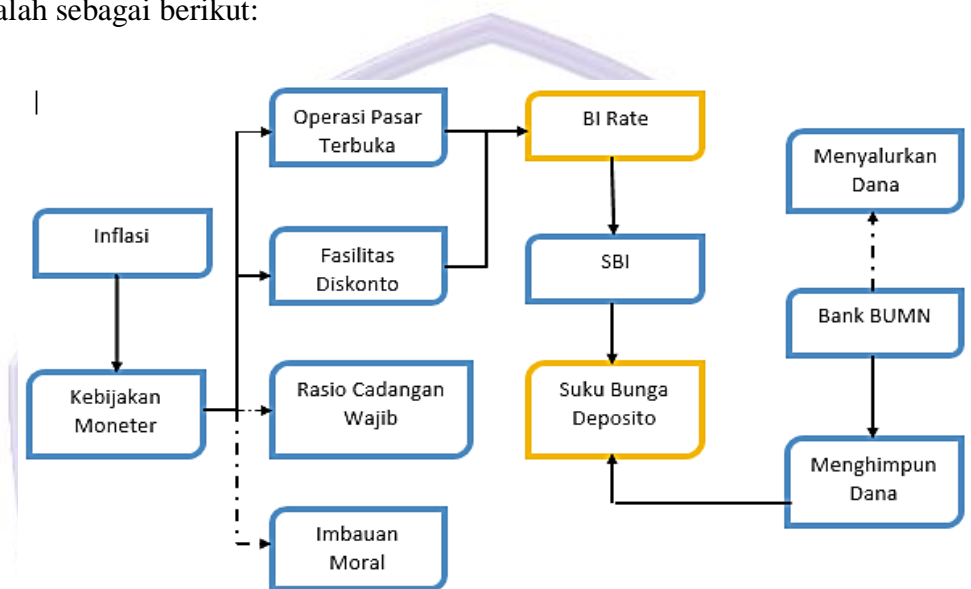 alah sebagai berikut:
Operasi Pasar
Terbuka
BI Rate
Menyalurkan
Dana
Inflasi
Fasilitas
Diskonto
SBI
Bank BUMN
Kebijakan
Moneter
Rasio Cadangan
Wajib
Suku Bunga
Deposito
Menghimpun
Dana
Imbauan
Moral